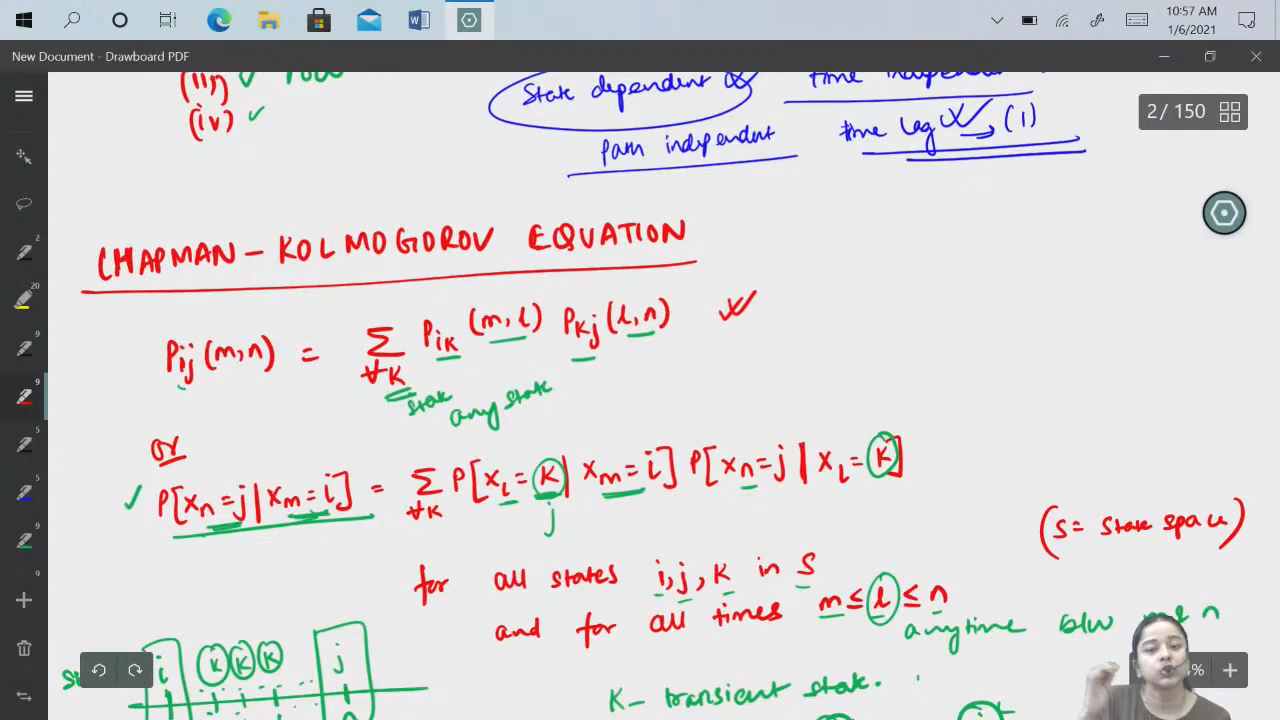 10:57 AM
1/6/2021
New Document - Drawboard PDF
2 / 150
(iii) ✓
(iv) ✓
State dependent
time independent
path independent
time lag → (1)
CHAPMAN - KOLMOGOROV EQUATION
Pij (m,n) = Σ Pik (m,l) Pkj (l,n)
∀K
state any state
or
P[Xn = j | Xm = i] = Σ P[Xl = K | Xm = i] P[Xn = j | Xl = K]
∀K
j
(S = State space)
for all states i, j, K in S
and for all times m ≤ l ≤ n
anytime b/w m & n
i K K K j
K - transient state.